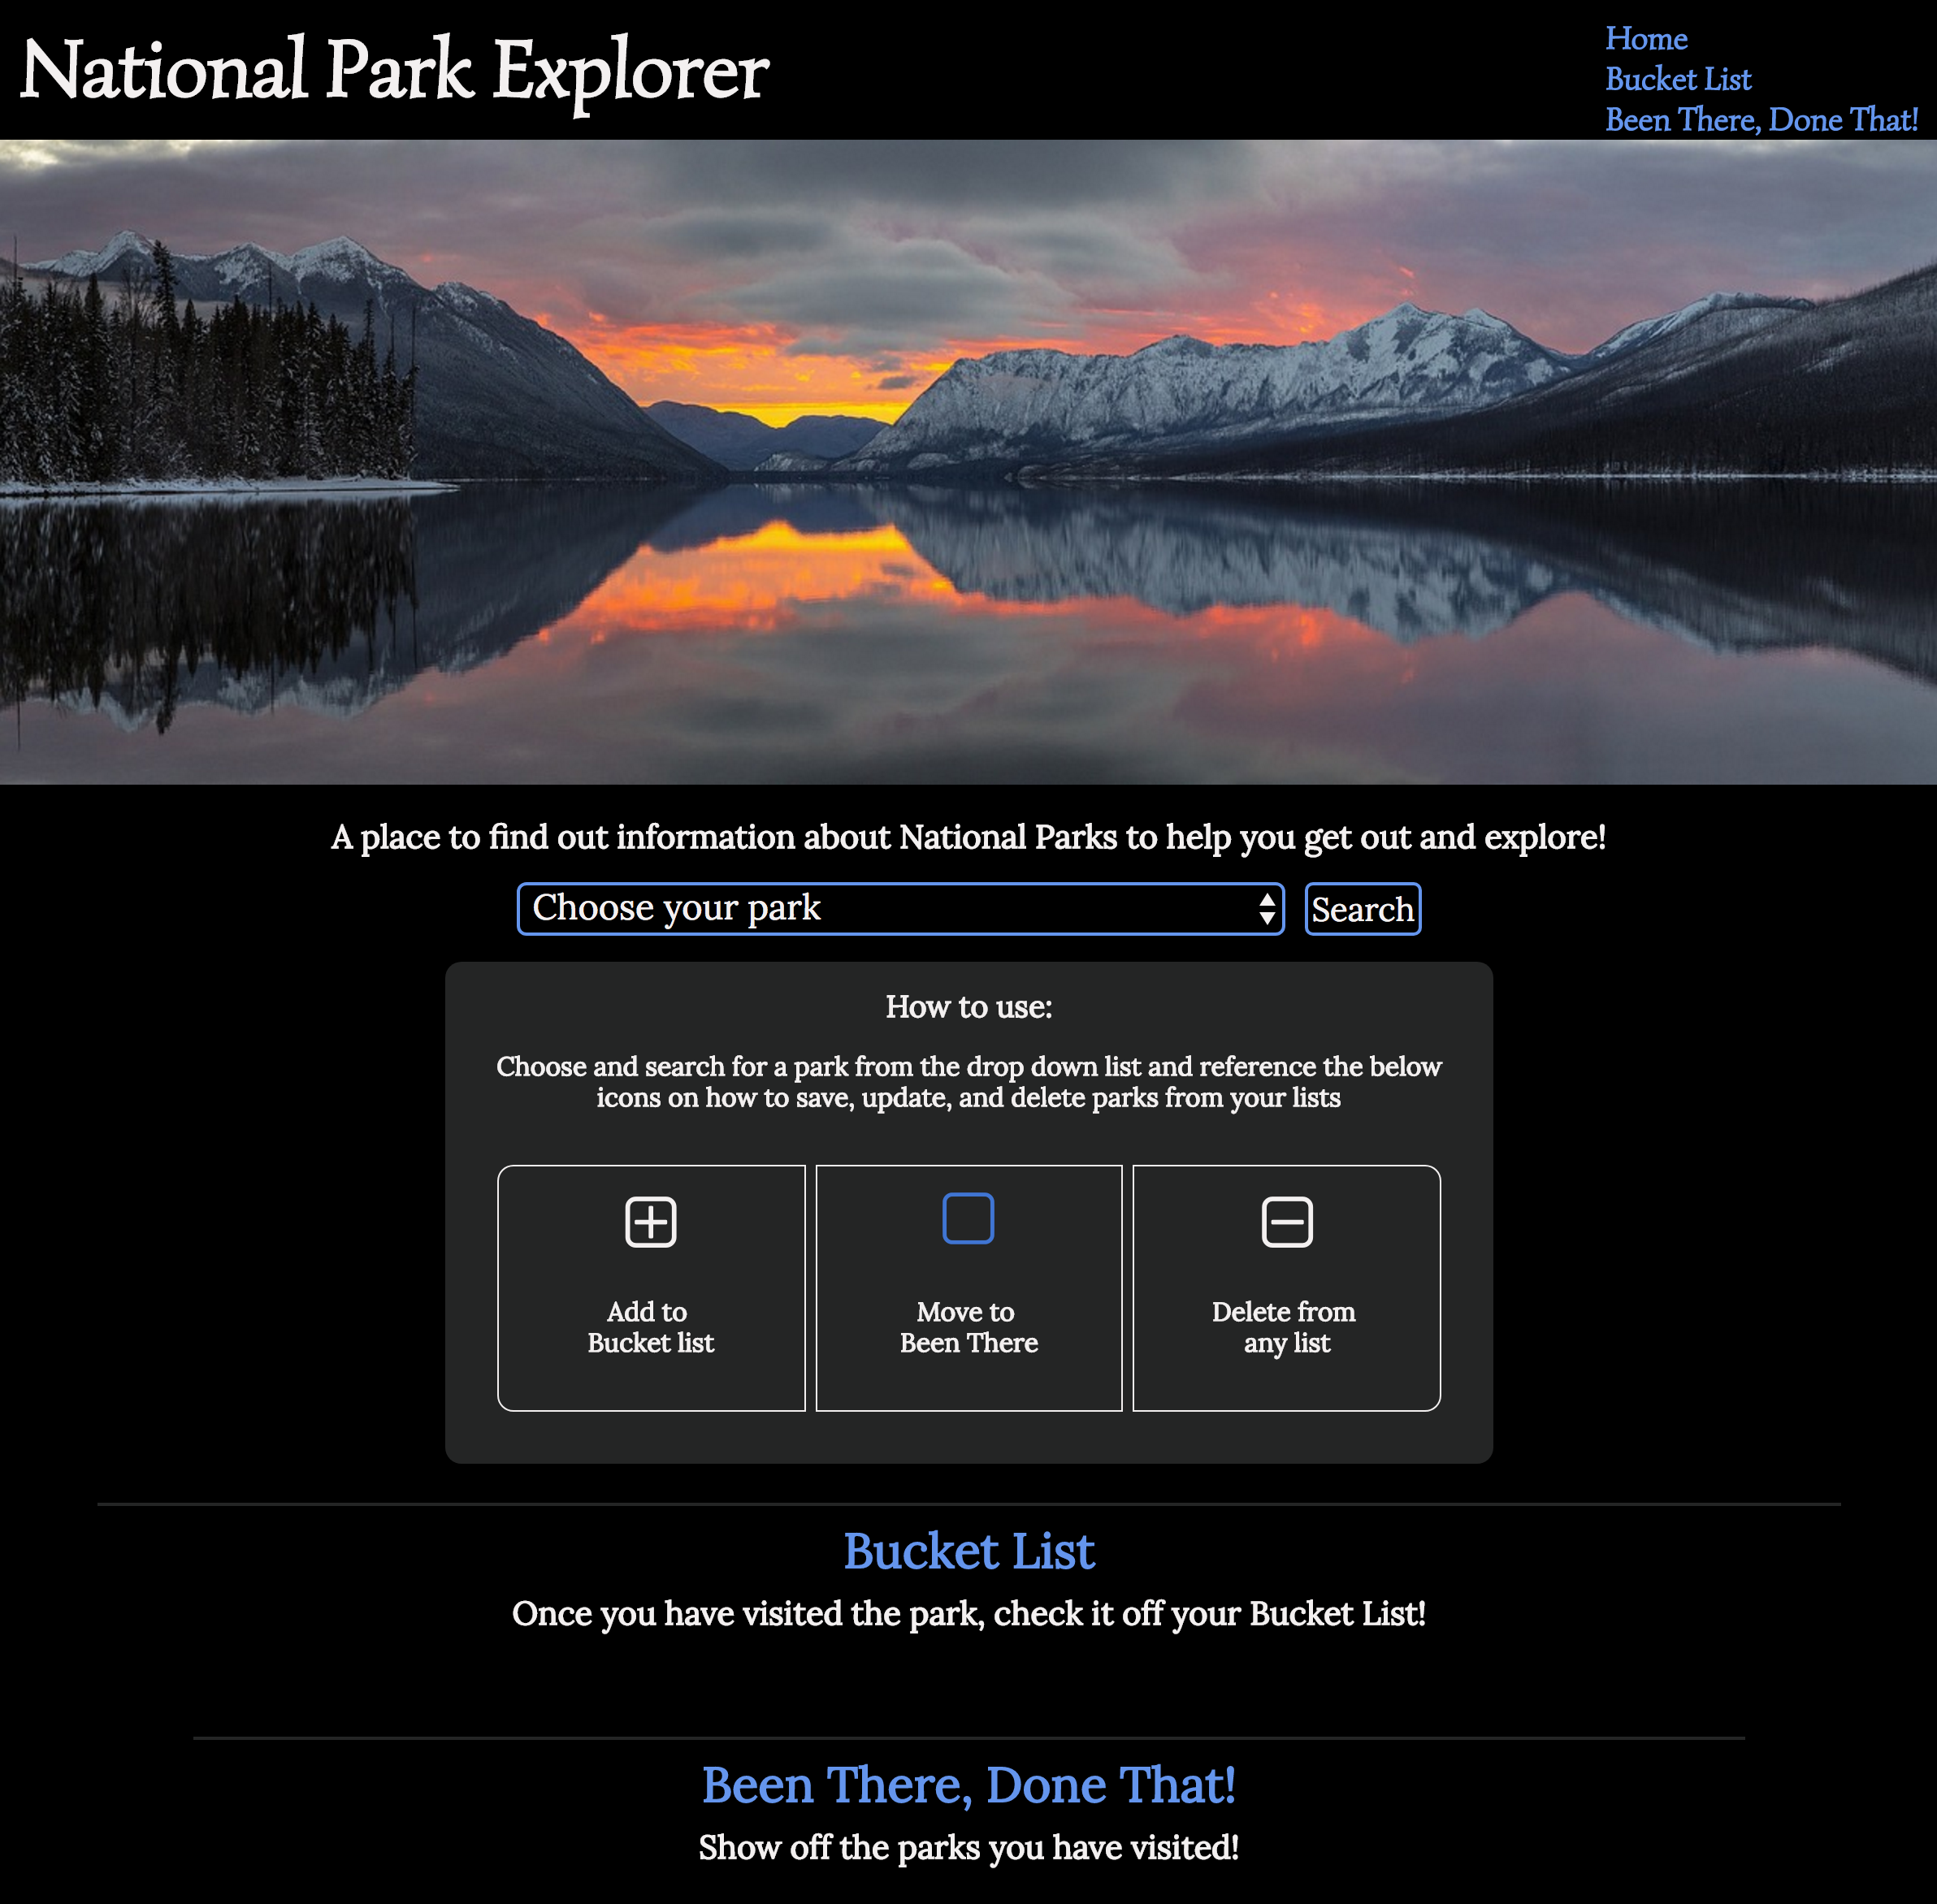 National Park Explorer
Home
Bucket List
Been There, Done That!
A place to find out information about National Parks to help you get out and explore!
Choose your park
Search
How to use:
Choose and search for a park from the drop down list and reference the below
icons on how to save, update, and delete parks from your lists
Add to
Bucket list
Move to
Been There
Delete from
any list
Bucket List
Once you have visited the park, check it off your Bucket List!
Been There, Done That!
Show off the parks you have visited!